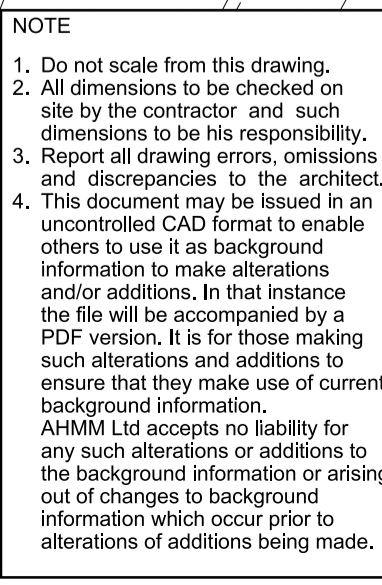 NOTE
1. Do not scale from this drawing.
2. All dimensions to be checked on
site by the contractor and such
dimensions to be his responsibility.
3. Report all drawing errors, omissions
and discrepancies to the architect.
4. This document may be issued in an
uncontrolled CAD format to enable
others to use it as background
information to make alterations
and/or additions. In that instance
the file will be accompanied by a
PDF version. It is for those making
such alterations and additions to
ensure that they make use of current
background information.
AHMM Ltd accepts no liability for
any such alterations or additions to
the background information or arising
out of changes to background
information which occur prior to
alterations of additions being made.